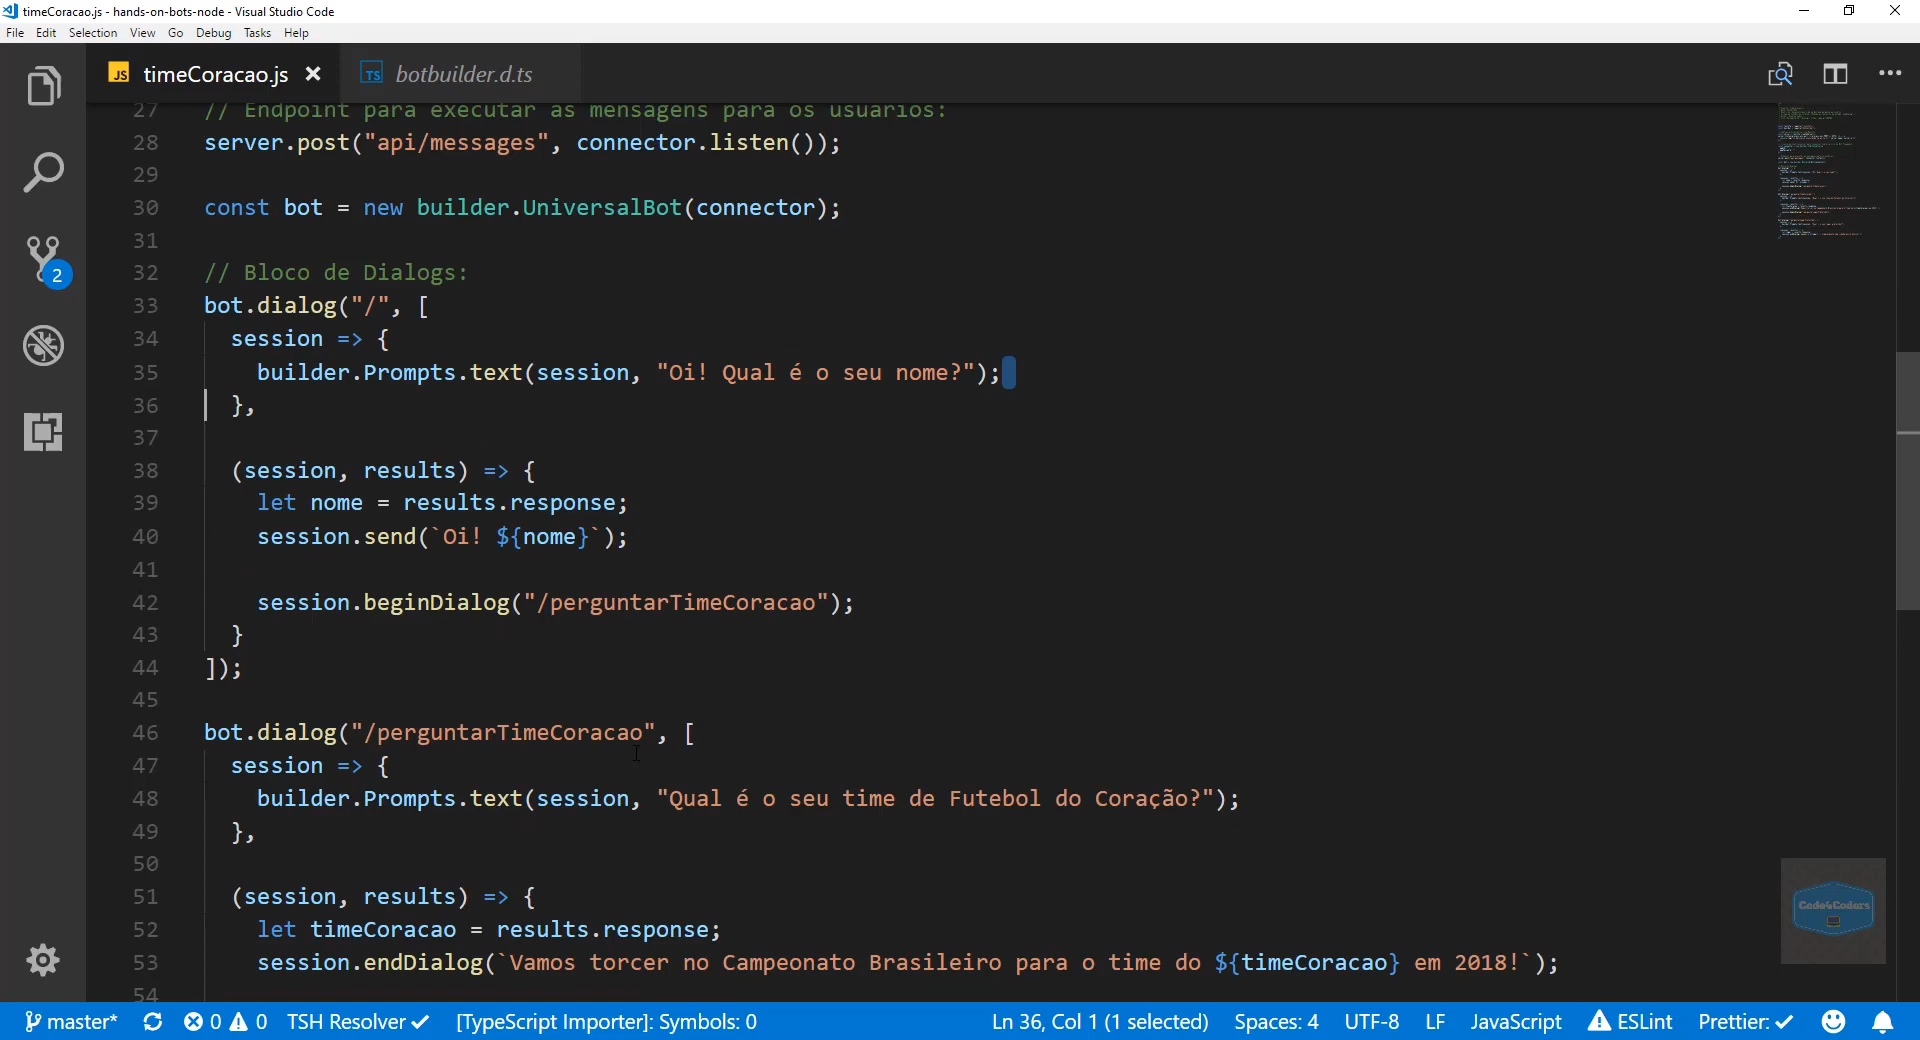 timeCoracao.js - hands-on-bots-node - Visual Studio Code
File Edit Selection View Go Debug Tasks Help
JS timeCoracao.js
TS botbuilder.d.ts
27 // Endpoint para executar as mensagens para os usuarios:
28 server.post("api/messages", connector.listen());
29
30 const bot = new builder.UniversalBot(connector);
31
32 // Bloco de Dialogs:
33 bot.dialog("/", [
34 session => {
35 builder.Prompts.text(session, "Oi! Qual é o seu nome?");
36 },
37
38 (session, results) => {
39 let nome = results.response;
40 session.send(`Oi! ${nome}`);
41
42 session.beginDialog("/perguntarTimeCoracao");
43 }
44 ]);
45
46 bot.dialog("/perguntarTimeCoracao", [
47 session => {
48 builder.Prompts.text(session, "Qual é o seu time de Futebol do Coração?");
49 },
50
51 (session, results) => {
52 let timeCoracao = results.response;
53 session.endDialog(`Vamos torcer no Campeonato Brasileiro para o time do ${timeCoracao} em 2018!`);
54
2
Code4Coders
master* 0 0 TSH Resolver [TypeScript Importer]: Symbols: 0 Ln 36, Col 1 (1 selected) Spaces: 4 UTF-8 LF JavaScript ESLint Prettier: